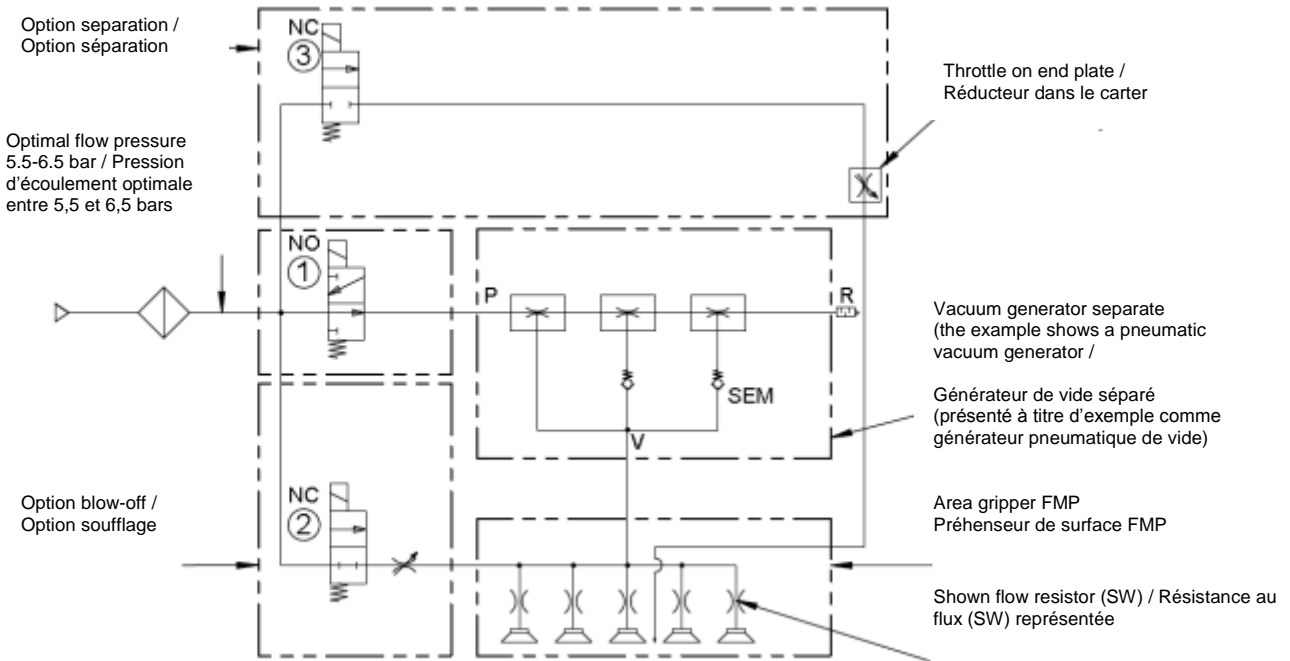 Option separation /
Option séparation
NC
3
Throttle on end plate /
Réducteur dans le carter
Optimal flow pressure
5.5-6.5 bar / Pression
d'écoulement optimale
entre 5,5 et 6,5 bars
NO
1
P
R
SEM
V
Vacuum generator separate
(the example shows a pneumatic
vacuum generator /
Générateur de vide séparé
(présenté à titre d'exemple comme
générateur pneumatique de vide)
Option blow-off /
Option soufflage
NC
2
Area gripper FMP
Préhenseur de surface FMP
Shown flow resistor (SW) / Résistance au
flux (SW) représentée